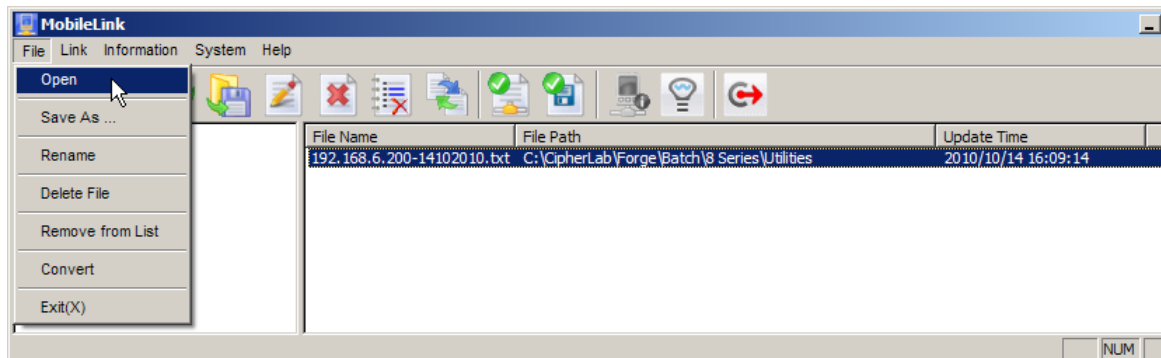 MobileLink
File Link Information System Help
Open
Save As ...
Rename
Delete File
Remove from List
Convert
Exit(X)
File Name File Path Update Time
192.168.6.200-14102010.txt C:\CipherLab\Forge\Batch\8 Series\Utilities 2010/10/14 16:09:14
NUM